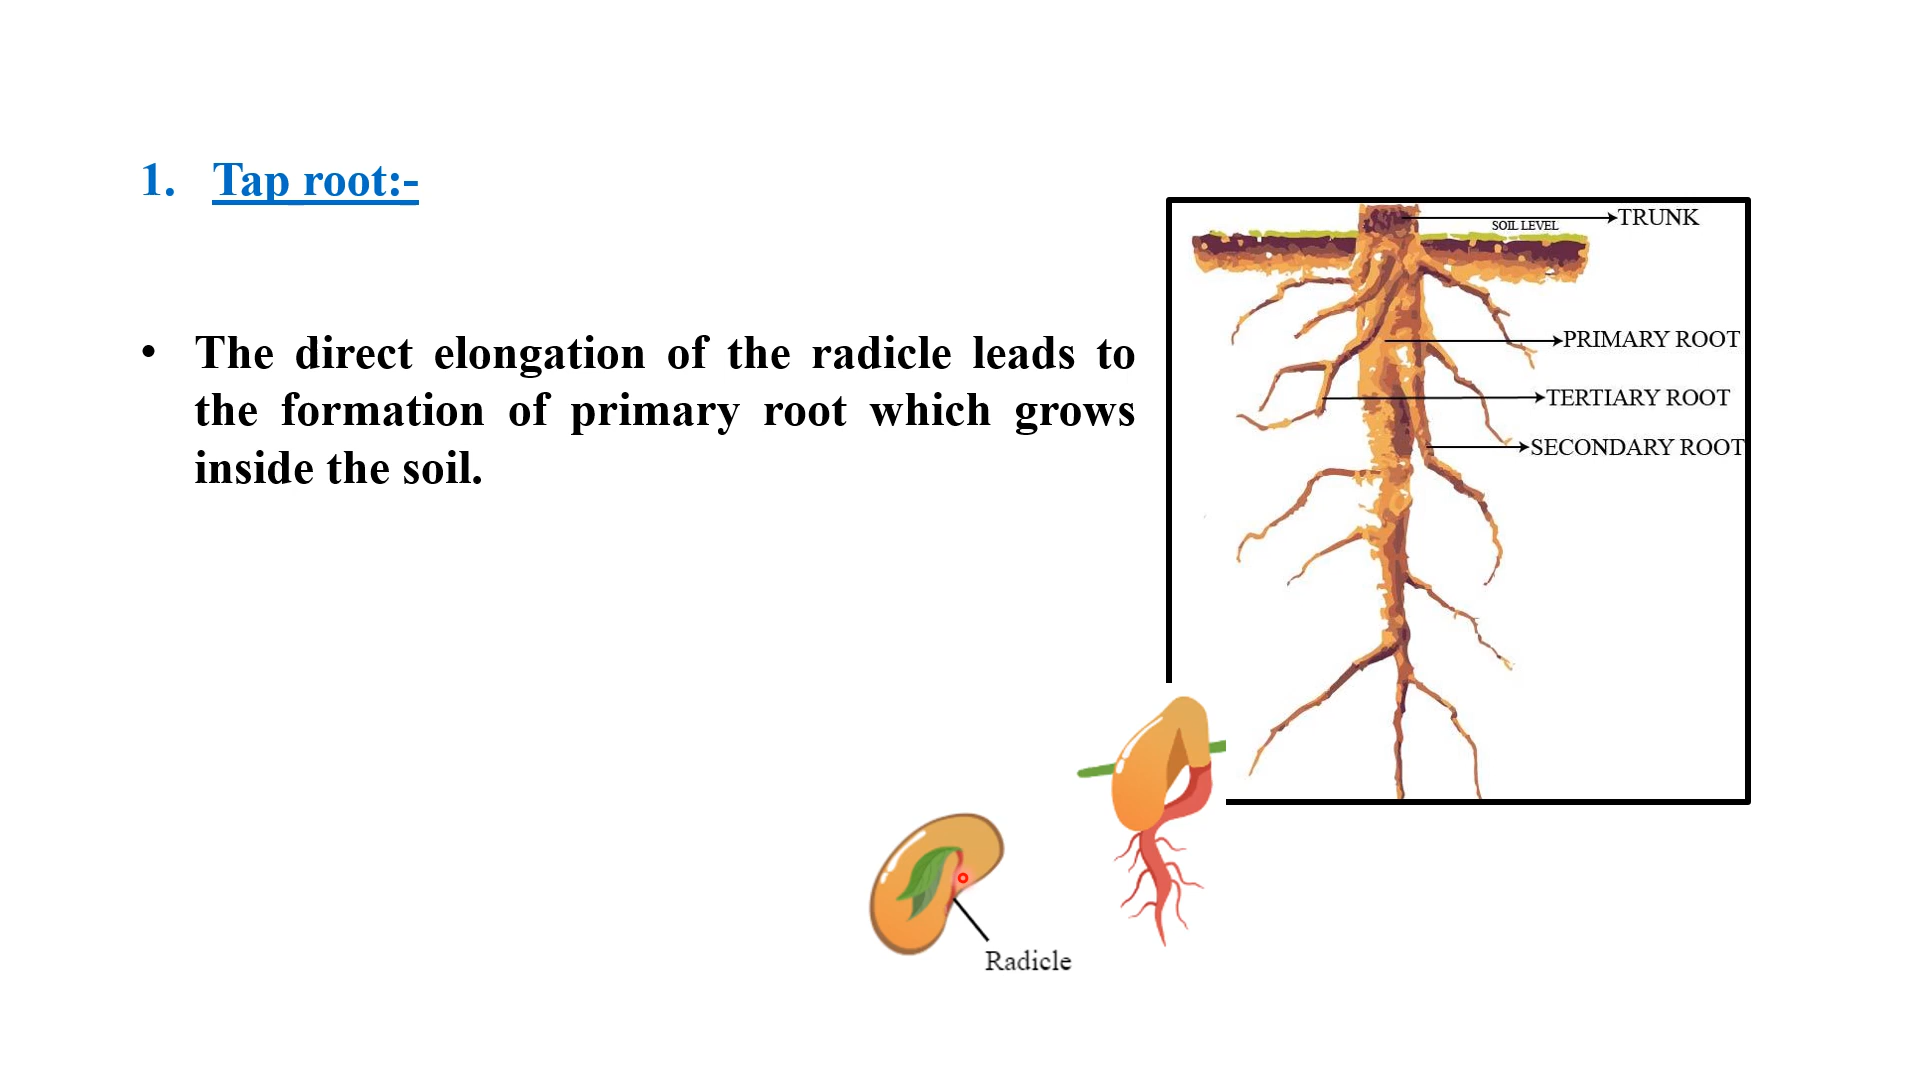 1. Tap root:-
• The direct elongation of the radicle leads to
the formation of primary root which grows
inside the soil.
TRUNK
SOIL LEVEL
PRIMARY ROOT
TERTIARY ROOT
SECONDARY ROOT
Radicle